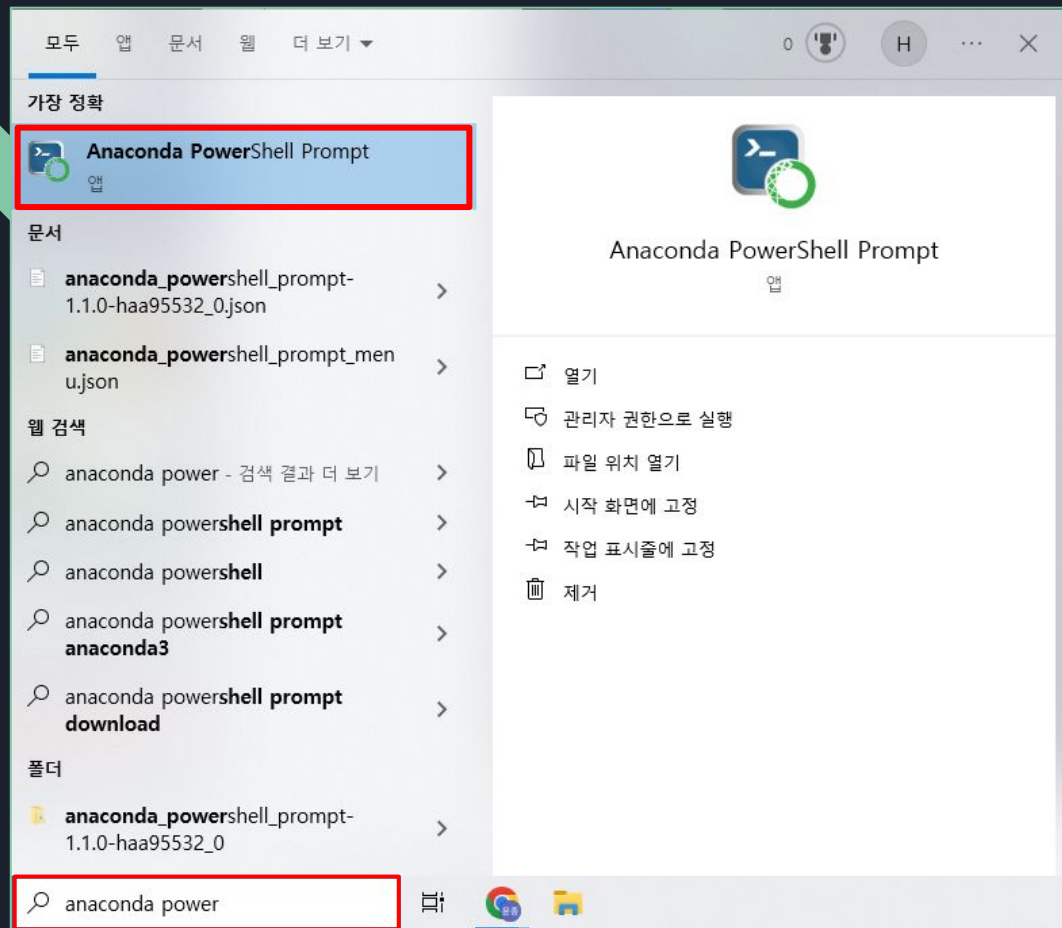 모두 앱 문서 웹 더 보기
0 H
가장 정확
Anaconda PowerShell Prompt
앱
문서
anaconda_powershell_prompt-
1.1.0-haa95532_0.json
anaconda_powershell_prompt_men
u.json
웹 검색
anaconda power - 검색 결과 더 보기
anaconda powershell prompt
anaconda powershell
anaconda powershell prompt
anaconda3
anaconda powershell prompt
download
폴더
anaconda_powershell_prompt-
1.1.0-haa95532_0
anaconda power
Anaconda PowerShell Prompt
앱
열기
관리자 권한으로 실행
파일 위치 열기
시작 화면에 고정
작업 표시줄에 고정
제거